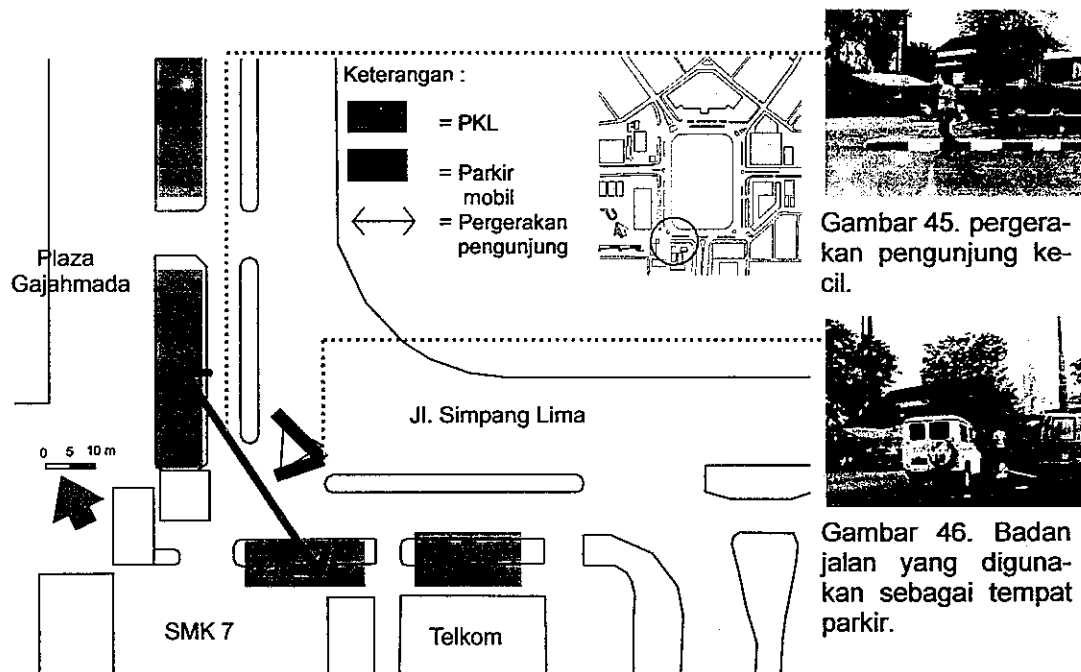 Keterangan :
= PKL
= Parkir
mobil
= Pergerakan
pengunjung
Plaza
Gajahmada
0 5 10 m
Jl. Simpang Lima
SMK 7
Telkom
Gambar 45. pergera-
kan pengunjung ke-
cil.
Gambar 46. Badan
jalan yang diguna-
kan sebagai tempat
parkir.